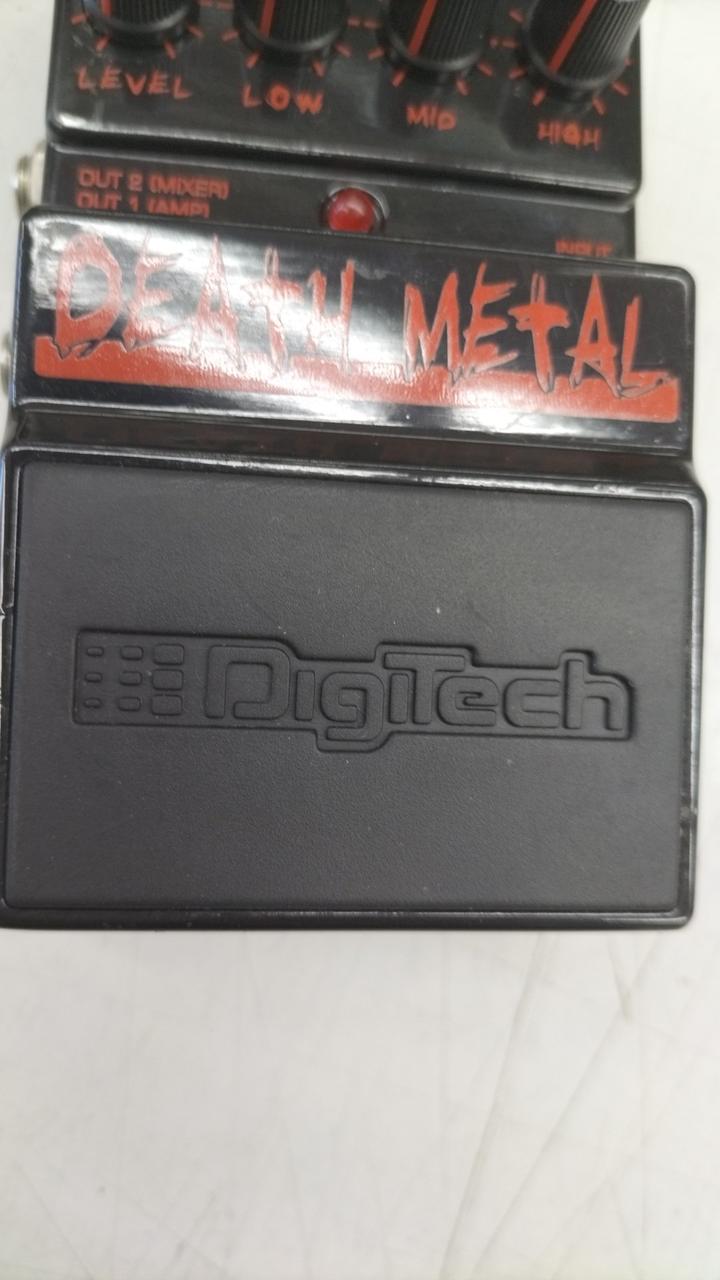 LEVEL LOW MID HIGH
OUT 2 (MIXER)
OUT 1 (AMP)
INPUT
DEATH METAL
DigiTech